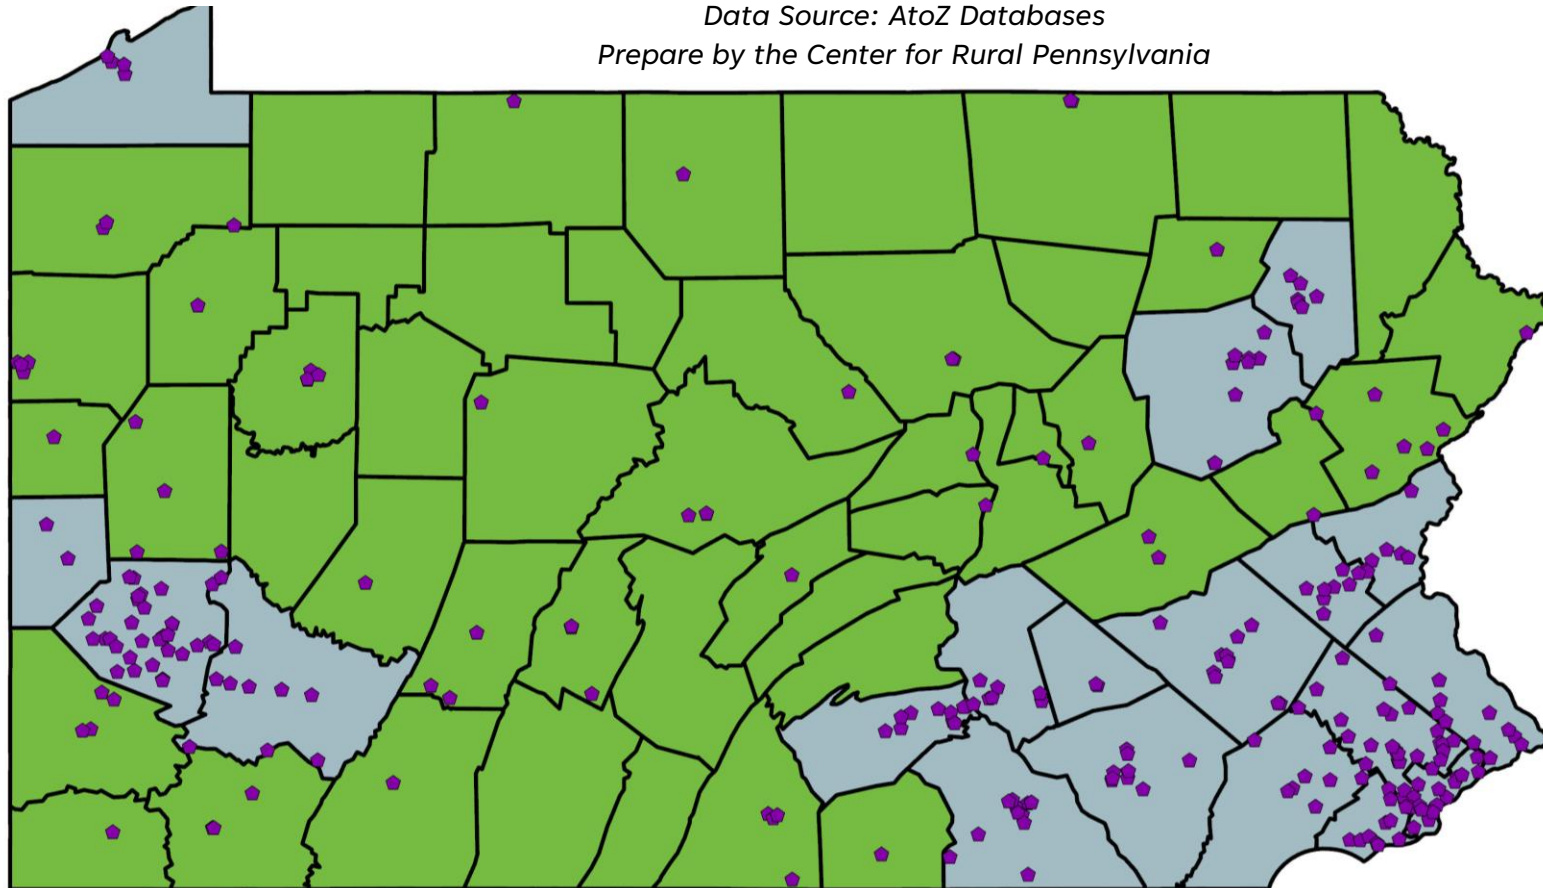 Data Source: AtoZ Databases
Prepare by the Center for Rural Pennsylvania